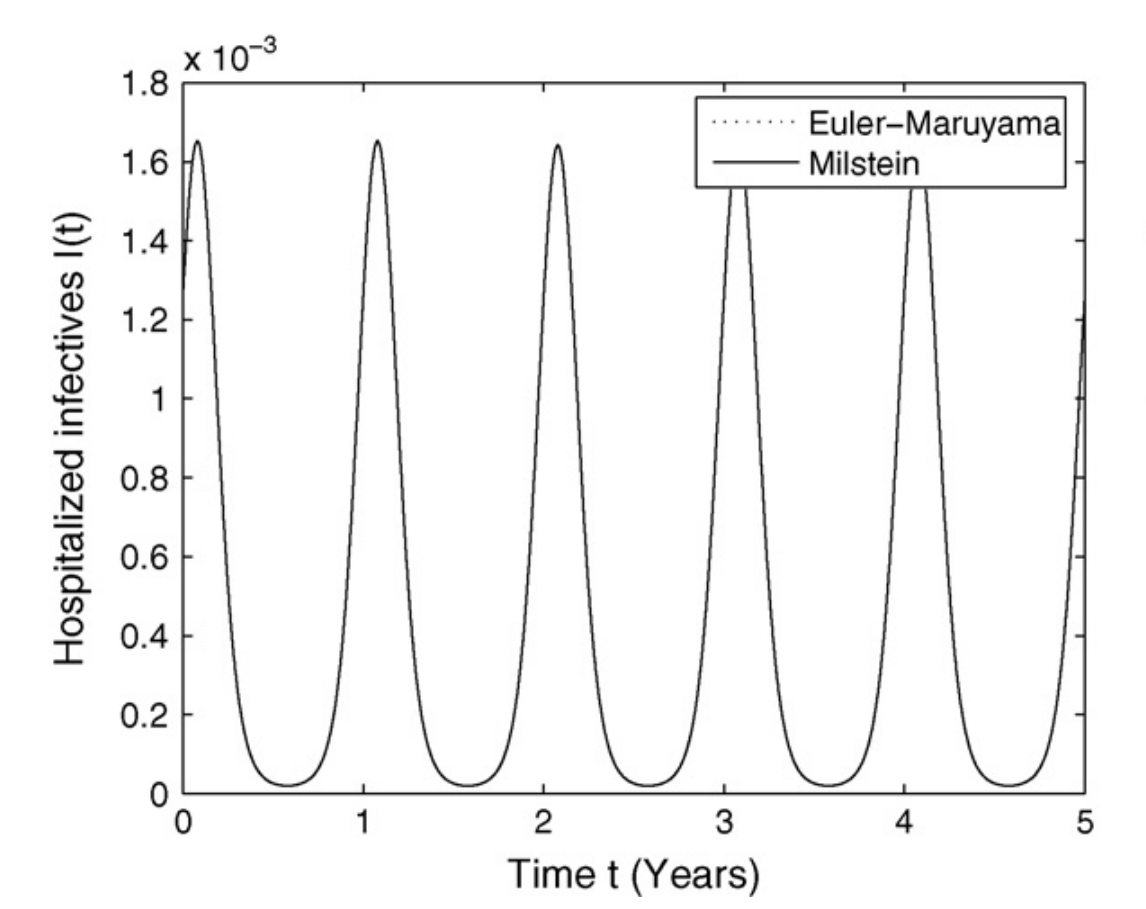 x 10⁻³
1.8
1.6
1.4
1.2
1
0.8
0.6
0.4
0.2
0
Hospitalized infectives I(t)
Euler−Maruyama
Milstein
0 1 2 3 4 5
Time t (Years)